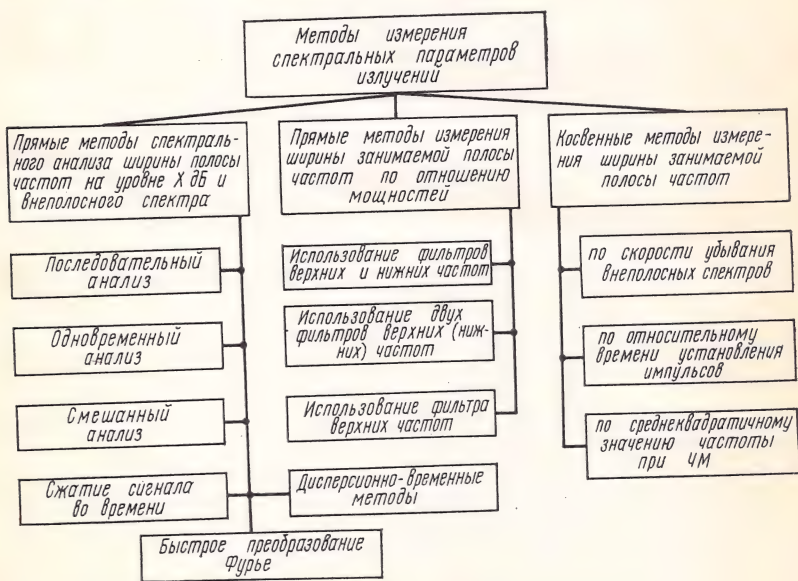 Методы измерения
спектральных параметров
излучений
Прямые методы спектраль-
ного анализа ширины полосы
частот на уровне X дБ и
внеполосного спектра
Последовательный
анализ
Одновременный
анализ
Смешанный
анализ
Сжатие сигнала
во времени
Дисперсионно-временные
методы
Быстрое преобразование
Фурье
Прямые методы измерения
ширины занимаемой полосы
частот по отношению
мощностей
Использование фильтров
верхних и нижних частот
Использование двух
фильтров верхних (ниж-
них) частот
Использование фильтра
верхних частот
Косвенные методы измере-
ния ширины занимаемой
полосы частот
по скорости убывания
внеполосных спектров
по относительному
времени установления
импульсов
по среднеквадратичному
значению частоты
при ЧМ